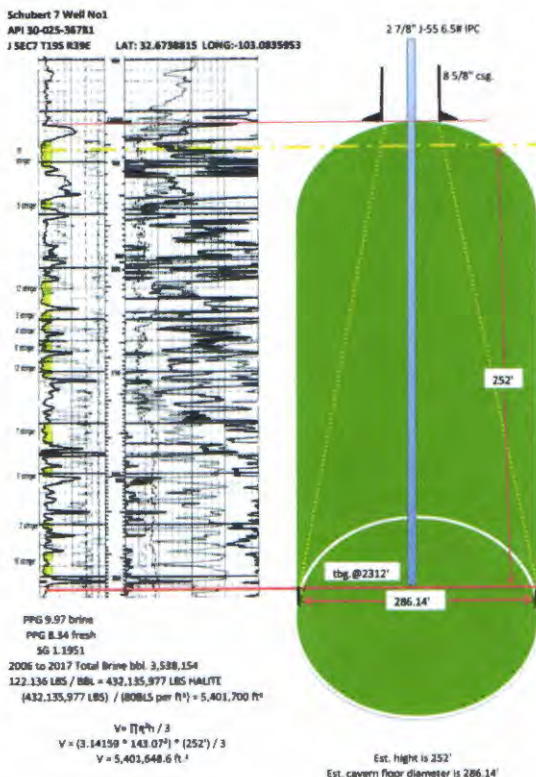 Schubert 7 Well No1
API 30-025-36781
J SEC7 T19S R39E LAT: 32.6738815 LONG:-103.0835953
2 7/8" J-55 6.5# IPC
8 5/8" csg.
252'
tbg.@2312'
286.14'
PPG 9.97 brine
PPG 8.34 fresh
SG 1.1951
2006 to 2017 Total Brine bbl. 3,538,154
122.136 LBS / BBL = 432,135,977 LBS HALITE
(432,135,977 LBS) / (80BLS per ft³) = 5,401,700 ft³
V= ∏r²h / 3
V = (3.14159 * 143.07²) * (252') / 3
V = 5,401,648.6 ft.³
Est. hight is 252'
Est. cavern floor diameter is 286.14'